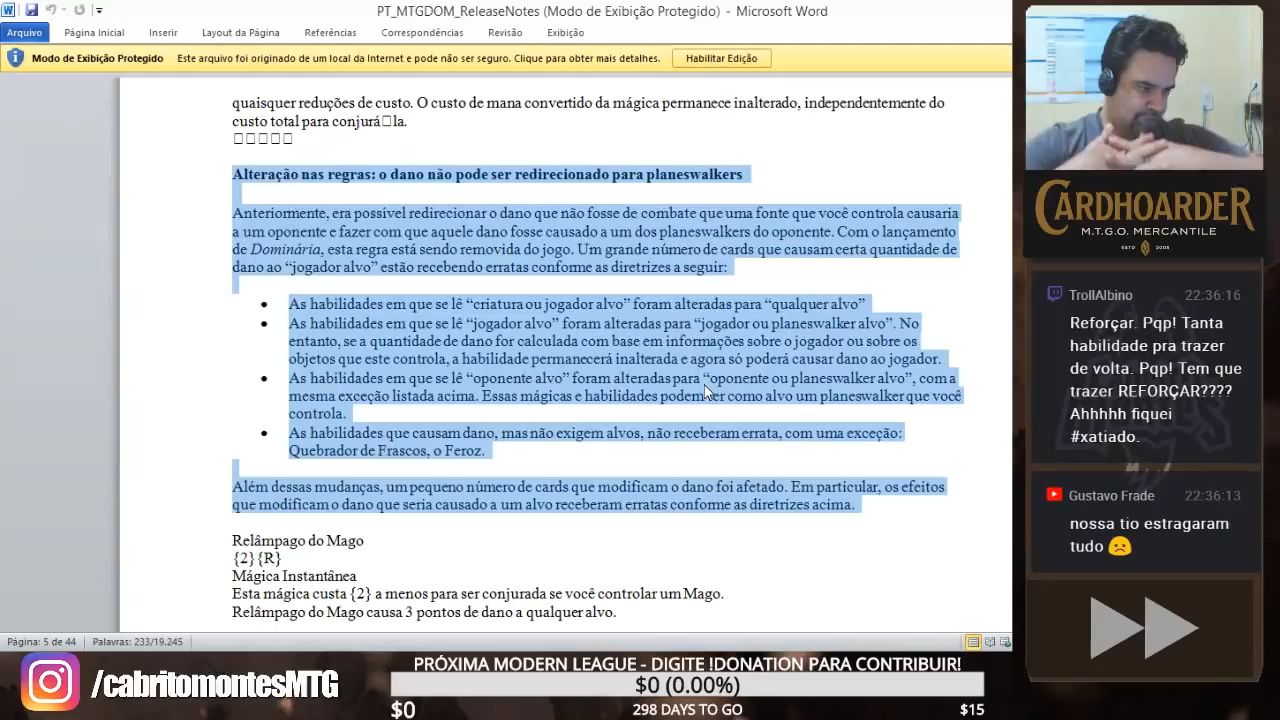 PT_MTGDOM_ReleaseNotes (Modo de Exibição Protegido) - Microsoft Word
Arquivo Página Inicial Inserir Layout da Página Referências Correspondências Revisão Exibição
Modo de Exibição Protegido Este arquivo foi originado de um local da Internet e pode não ser seguro. Clique para obter mais detalhes. Habilitar Edição
quaisquer reduções de custo. O custo de mana convertido da mágica permanece inalterado, independentemente do
custo total para conjurá□la.
□□□□□
Alteração nas regras: o dano não pode ser redirecionado para planeswalkers
Anteriormente, era possível redirecionar o dano que não fosse de combate que uma fonte que você controla causaria
a um oponente e fazer com que aquele dano fosse causado a um dos planeswalkers do oponente. Com o lançamento
de Dominária, esta regra está sendo removida do jogo. Um grande número de cards que causam certa quantidade de
dano ao “jogador alvo” estão recebendo erratas conforme as diretrizes a seguir:
• As habilidades em que se lê “criatura ou jogador alvo” foram alteradas para “qualquer alvo”
• As habilidades em que se lê “jogador alvo” foram alteradas para “jogador ou planeswalker alvo”. No
entanto, se a quantidade de dano for calculada com base em informações sobre o jogador ou sobre os
objetos que este controla, a habilidade permanecerá inalterada e agora só poderá causar dano ao jogador.
• As habilidades em que se lê “oponente alvo” foram alteradas para “oponente ou planeswalker alvo”, com a
mesma exceção listada acima. Essas mágicas e habilidades podem ter como alvo um planeswalker que você
controla.
• As habilidades que causam dano, mas não exigem alvos, não receberam errata, com uma exceção:
Quebrador de Frascos, o Feroz.
Além dessas mudanças, um pequeno número de cards que modificam o dano foi afetado. Em particular, os efeitos
que modificam o dano que seria causado a um alvo receberam erratas conforme as diretrizes acima.
Relâmpago do Mago
{2}{R}
Mágica Instantânea
Esta mágica custa {2} a menos para ser conjurada se você controlar um Mago.
Relâmpago do Mago causa 3 pontos de dano a qualquer alvo.
Página: 5 de 44 Palavras: 233/19.245
CARDHOARDER
M.T.G.O. MERCANTILE
ESTD 2005
TrollAlbino 22:36:16
Reforçar. Pqp! Tanta
habilidade pra trazer
de volta. Pqp! Tem que
trazer REFORÇAR????
Ahhhhh fiquei
#xatiado.
Gustavo Frade 22:36:13
nossa tio estragaram
tudo
/cabritomontesMTG
PRÓXIMA MODERN LEAGUE - DIGITE !DONATION PARA CONTRIBUIR!
$0 (0.00%)
$0 298 DAYS TO GO $15